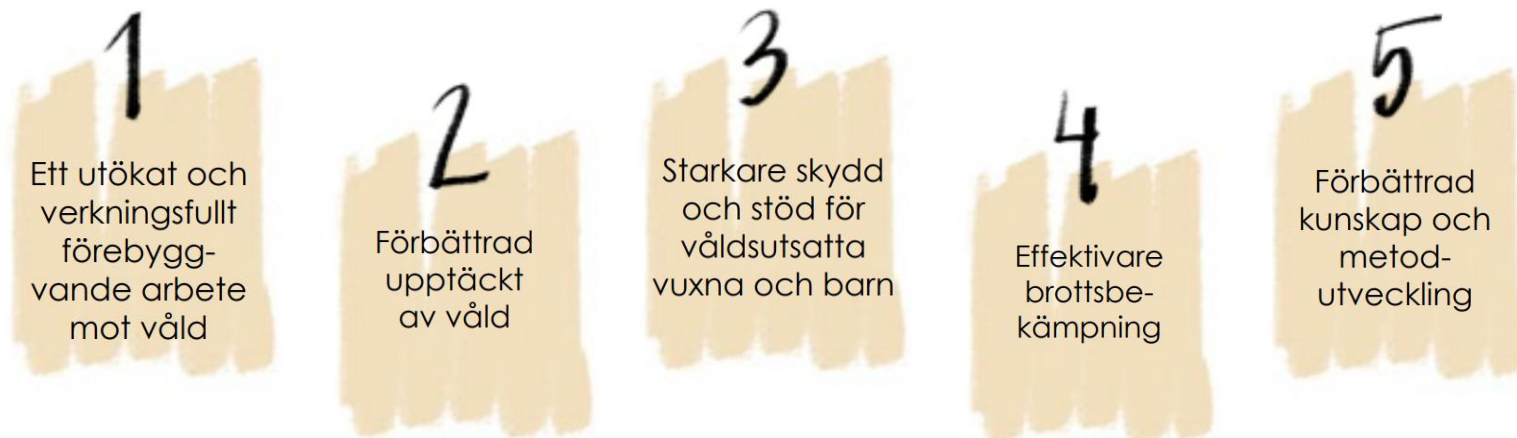 1
Ett utökat och
verkningsfullt
förebygg-
vande arbete
mot våld
2
Förbättrad
upptäckt
av våld
3
Starkare skydd
och stöd för
våldsutsatta
vuxna och barn
4
Effektivare
brottsbe-
kämpning
5
Förbättrad
kunskap och
metod-
utveckling